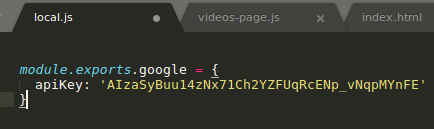 local.js
videos-page.js
index.html
module.exports.google = {
apiKey: 'AIzaSyBuu14zNx71Ch2YZFUqRcENp_vNqpMYnFE'
}